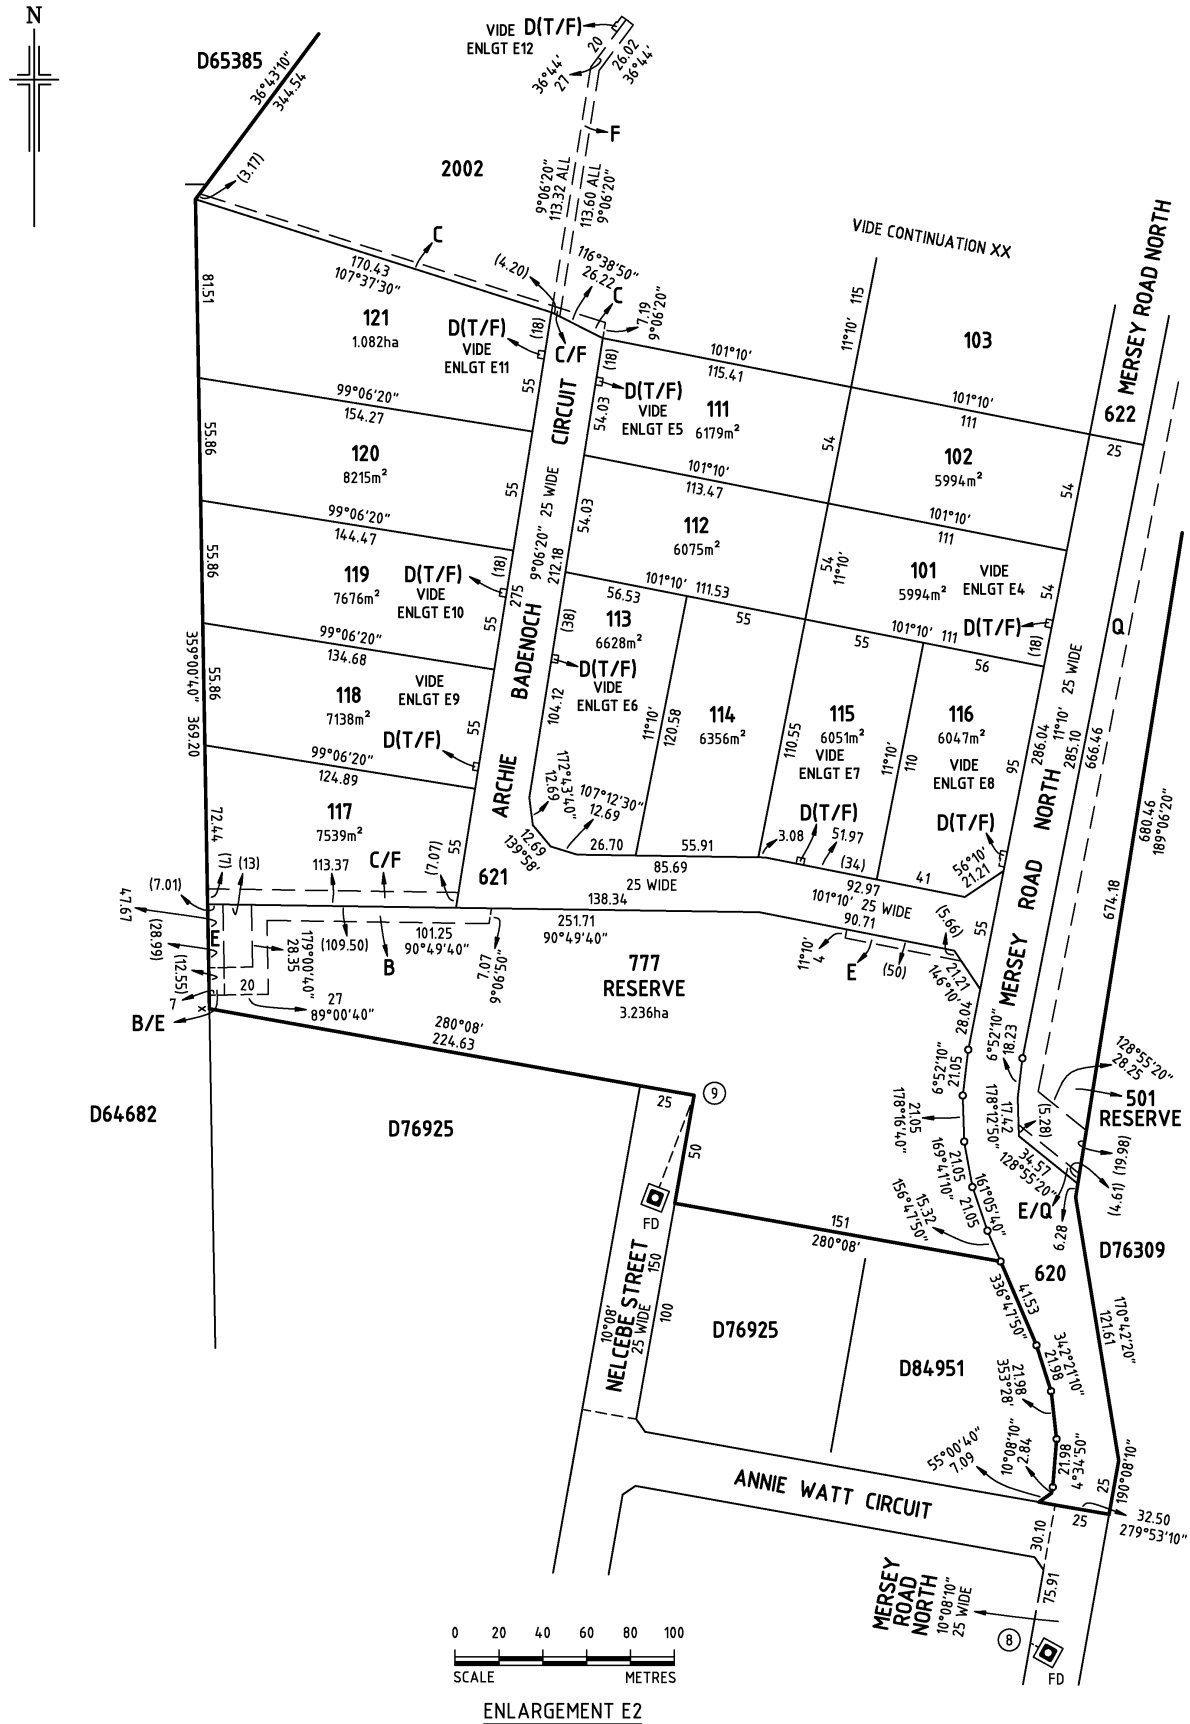 N
D65385
36°43'10"
344.54
VIDE D(T/F)
ENLGT E12
20
26.02
36°44'
36°44'
27
F
(3.17)
2002
9°06'20"
113.32 ALL
113.60 ALL
9°06'20"
VIDE CONTINUATION XX
MERSEY ROAD NORTH
C
170.43
107°37'30"
(4.20)
116°38'50"
26.22
C
7.19
9°06'20"
115
11°10'
81.51
121
1.082ha
D(T/F)
VIDE
ENLGT E11
(18)
C/F
(18)
101°10'
115.41
103
55
CIRCUIT
54.03
D(T/F)
VIDE
ENLGT E5
111
6179m²
101°10'
111
622
25
99°06'20"
154.27
55.86
120
8215m²
55
25 WIDE
9°06'20"
54.03
101°10'
113.47
54
102
5994m²
54
99°06'20"
144.47
112
6075m²
101°10'
111
55.86
119
7676m²
D(T/F)
VIDE
ENLGT E10
(18)
275
212.18
101°10' 111.53
54
11°10'
101
5994m²
VIDE
ENLGT E4
54
56.53
113
6628m²
55
55
(38)
D(T/F)
VIDE
ENLGT E6
55
101°10' 111
56
D(T/F)
(18)
Q
99°06'20"
134.68
359°00'40" 369.20
55.86
118
7138m²
VIDE
ENLGT E9
D(T/F)
55
BADENOCH
104.12
11°10'
120.58
114
6356m²
110.55
115
6051m²
VIDE
ENLGT E7
11°10'
110
116
6047m²
VIDE
ENLGT E8
95
286.04
11°10' 25 WIDE
285.10
666.46
680.46
189°06'20"
99°06'20"
124.89
72.44
117
7539m²
ARCHIE
172°43'40"
12.69
107°12'30"
12.69
12.69
139°58'
D(T/F)
D(T/F)
NORTH
(7)
(13)
113.37
C/F
(7.07)
55
621
26.70
55.91
85.69
25 WIDE
3.08
51.97
(34)
92.97
41
56°10'
21.21
674.18
(7.01)
47.67
(28.99)
E
(12.55)
7
B/E
x
20
28.35
179°00'40"
27
89°00'40"
(109.50)
B
101.25
90°49'40"
138.34
251.71
90°49'40"
7.07
9°06'50"
101°10' 25 WIDE
90.71
11°10'
4
E
(50)
(5.66)
21.21
146°10'
55
ROAD
777
RESERVE
3.236ha
MERSEY
280°08'
224.63
28.04
6°52'10"
18.23
6°52'10"
21.05
128°55'20"
28.25
501
RESERVE
D64682
D76925
25
9
50
21.05
178°16'40"
17.42
178°12'50"
(5.28)
34.57
128°55'20"
(19.98)
(4.61)
E/Q
6.28
21.05
169°41'10"
161°05'40"
21.05
15.32
156°47'50"
FD
151
280°08'
D76309
620
10°08'
NELCEBE STREET
25 WIDE
150
100
D76925
D84951
41.53
336°47'50"
342°21'10"
21.98
21.98
353°28'
170°42'20"
121.61
ANNIE WATT CIRCUIT
55°00'40"
7.09
10°08'10"
2.84
21.98
4°34'50"
25
190°08'10"
25
32.50
279°53'10"
30.10
75.91
MERSEY
ROAD
NORTH
10°08'10"
25 WIDE
8
FD
0 20 40 60 80 100
SCALE METRES
ENLARGEMENT E2